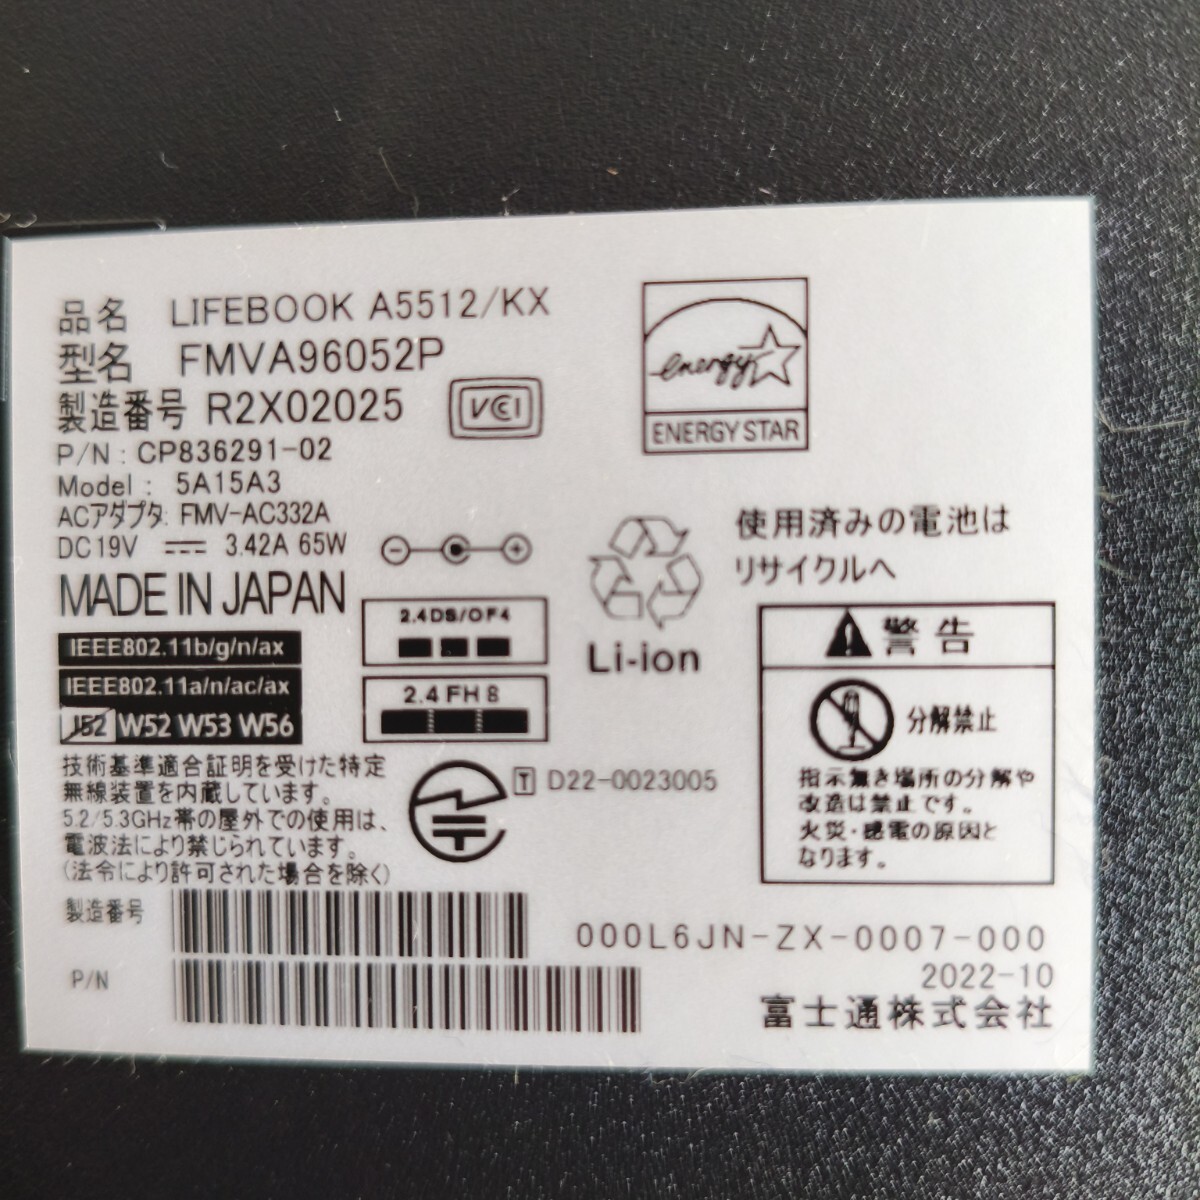 品名 LIFEBOOK A5512/KX
型名 FMVA96052P
製造番号 R2X02025
VCCI
P/N : CP836291-02
Model : 5A15A3
ACアダプタ: FMV-AC332A
DC19V 3.42A 65W
MADE IN JAPAN
energy
ENERGY STAR
使用済みの電池は
リサイクルへ
Li-ion
IEEE802.11b/g/n/ax
IEEE802.11a/n/ac/ax
J52 W52 W53 W56
2.4DS/OF4
2.4FH8
警告
分解禁止
指示無き場所の分解や
改造は禁止です。
火災・感電の原因と
なります。
技術基準適合証明を受けた特定
無線装置を内蔵しています。
5.2/5.3GHz帯の屋外での使用は、
電波法により禁じられています。
(法令により許可された場合を除く)
T D22-0023005
製造番号
P/N
000L6JN-ZX-0007-000
2022-10
富士通株式会社